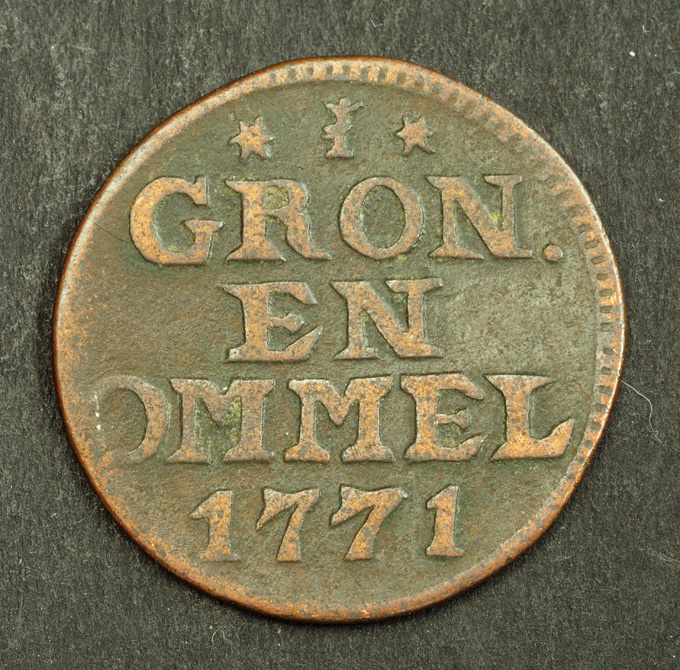 * I *
GRON.
EN
OMMEL
1771